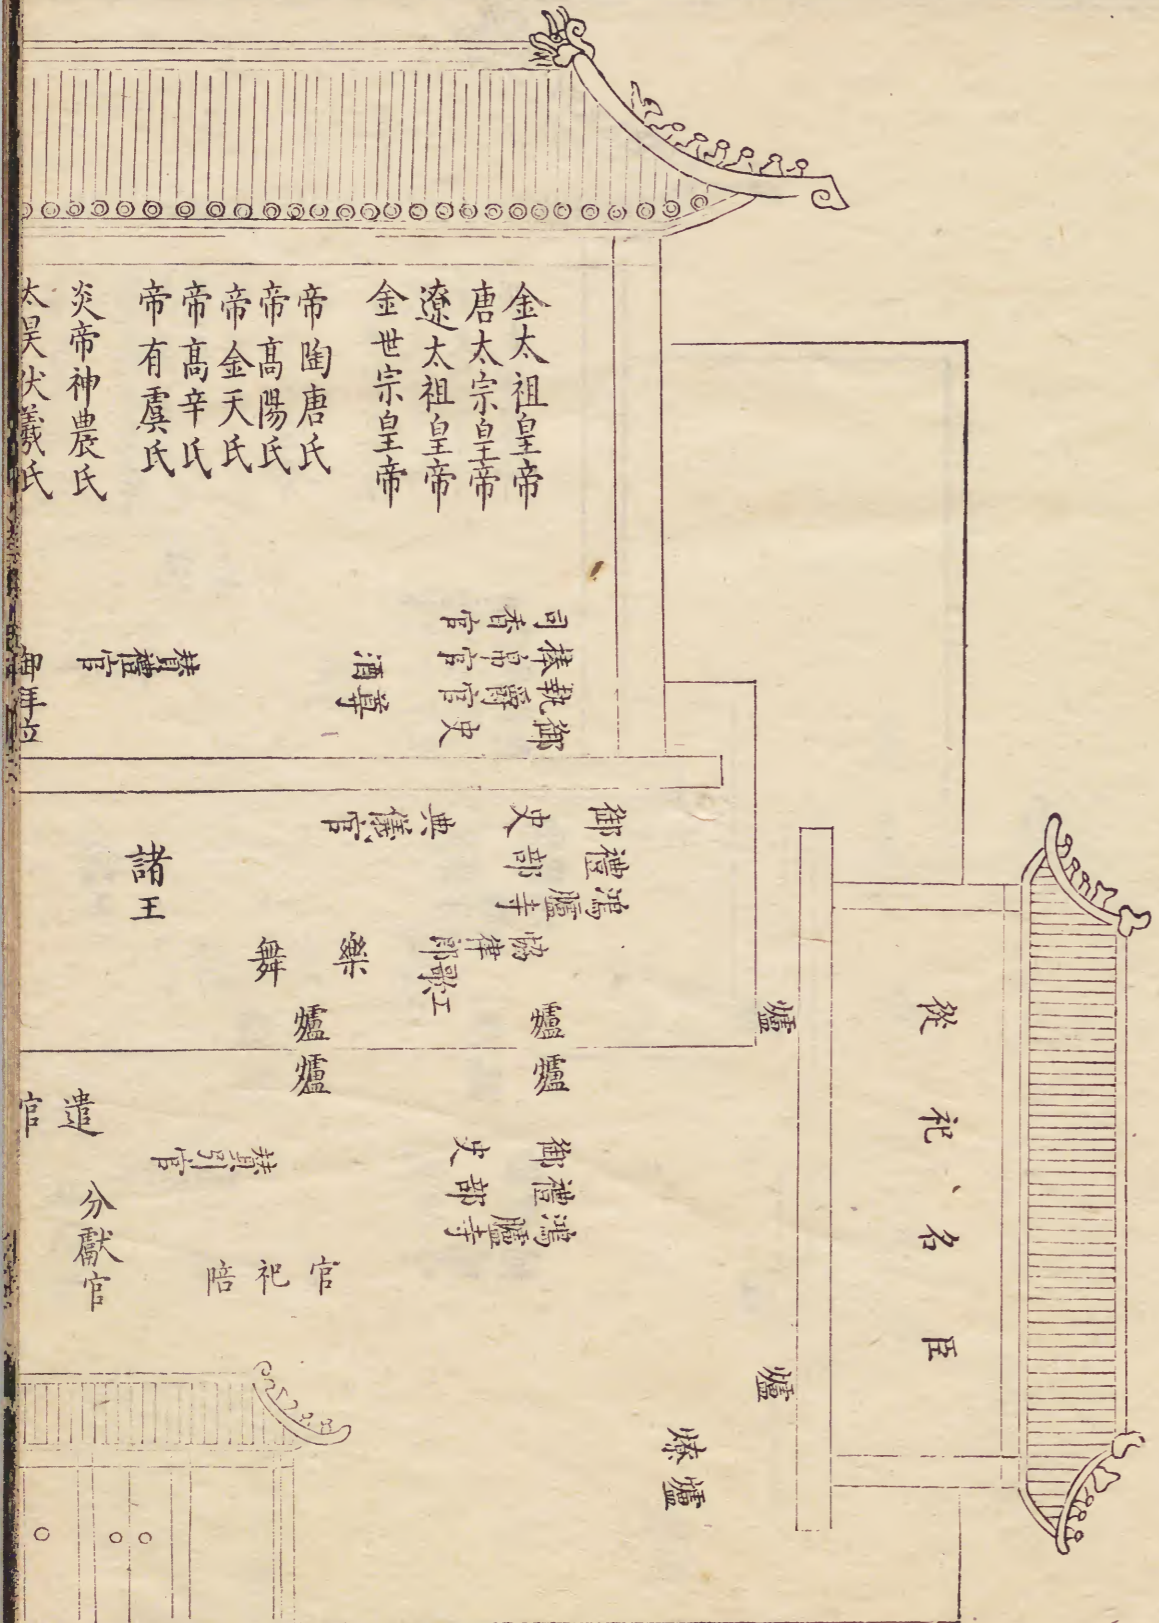 金太祖皇帝
唐太宗皇帝
遼太祖皇帝
金世宗皇帝
帝陶唐氏
帝高陽氏
帝金天氏
帝高辛氏
帝有虞氏
炎帝神農氏
太昊伏羲氏
司香官
捧帛官
執爵官
御史
酒尊
贊禮官
御拜位
御史
禮部
鴻臚寺
典儀官
協律郎
歌工
樂
舞
諸王
爐
爐
爐
爐
爐
從祀名臣
御史
禮部
鴻臚寺
贊引官
遣官
分獻官
陪祀官
爐
燎爐